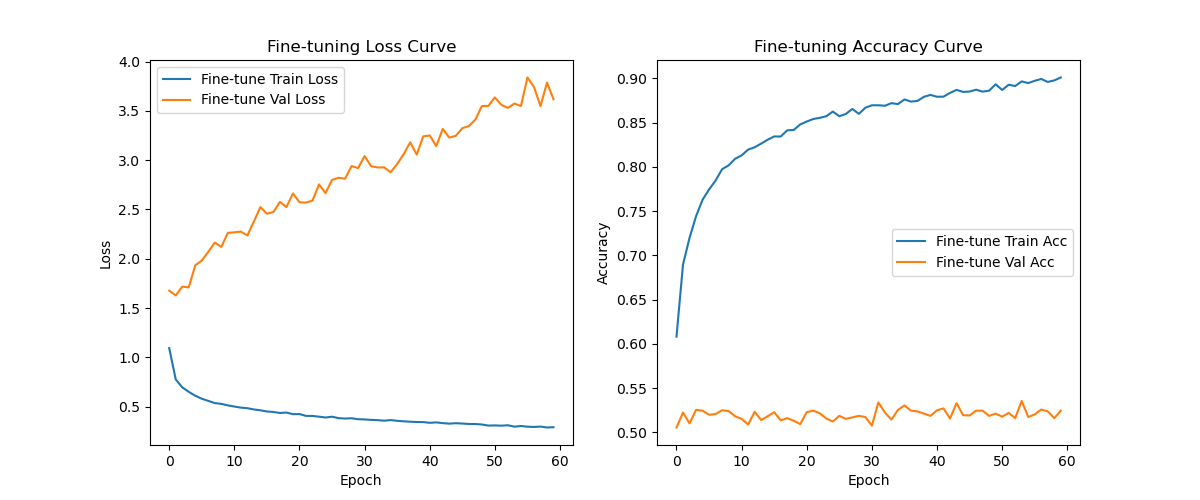 Fine-tuning Loss Curve
Fine-tune Train Loss
Fine-tune Val Loss
4.0
3.5
3.0
2.5
2.0
1.5
1.0
0.5
Loss
0 10 20 30 40 50 60
Epoch
Fine-tuning Accuracy Curve
0.90
0.85
0.80
0.75
0.70
0.65
0.60
0.55
0.50
Accuracy
Fine-tune Train Acc
Fine-tune Val Acc
0 10 20 30 40 50 60
Epoch